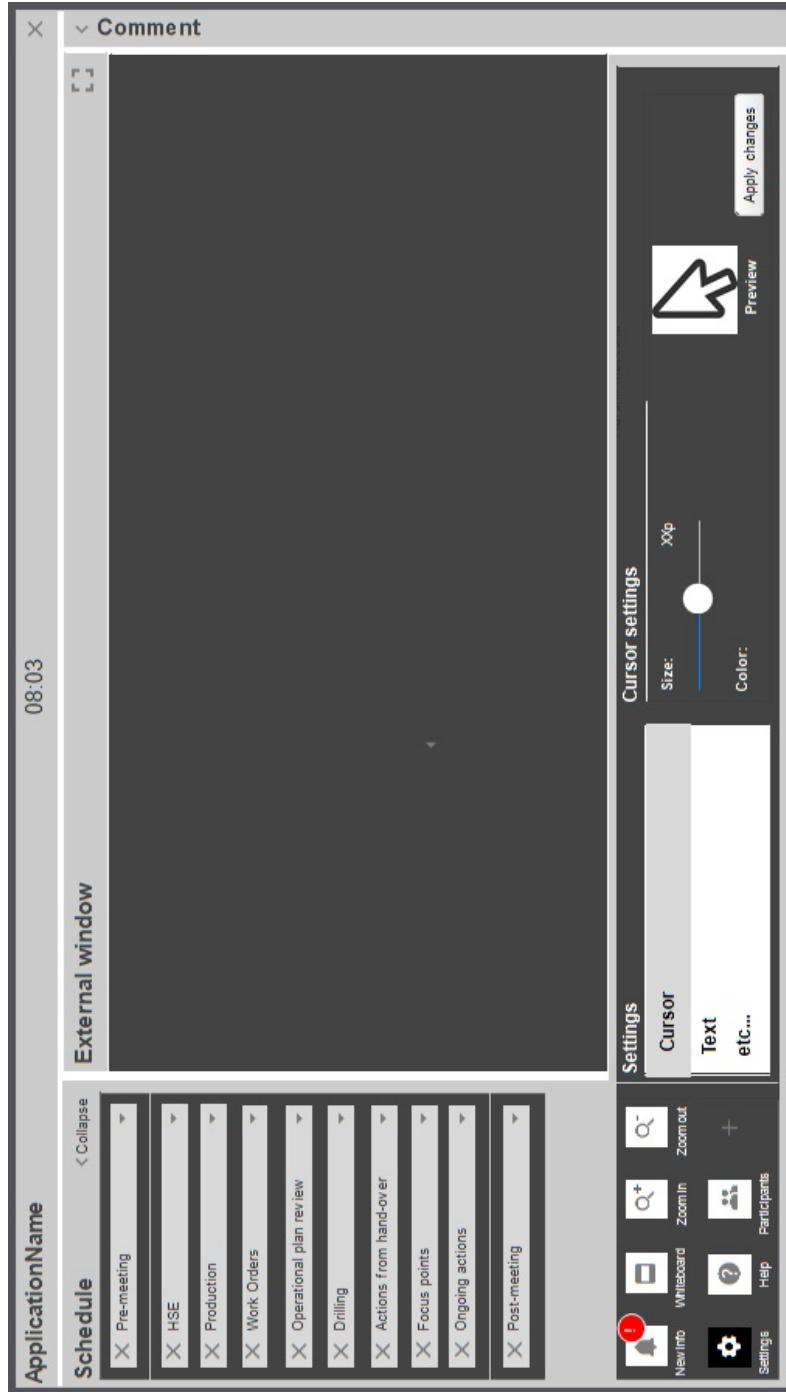 ApplicationName 08:03
Schedule < Collapse
Pre-meeting
HSE
Production
Work Orders
Operational plan review
Drilling
Actions from hand-over
Focus points
Ongoing actions
Post-meeting
External window
Comment
New Info
Whiteboard
Zoom In
Zoom out
Settings
Help
Participants
Settings
Cursor
Text
etc...
Cursor settings
Size: XXp
Color:
Preview
Apply changes